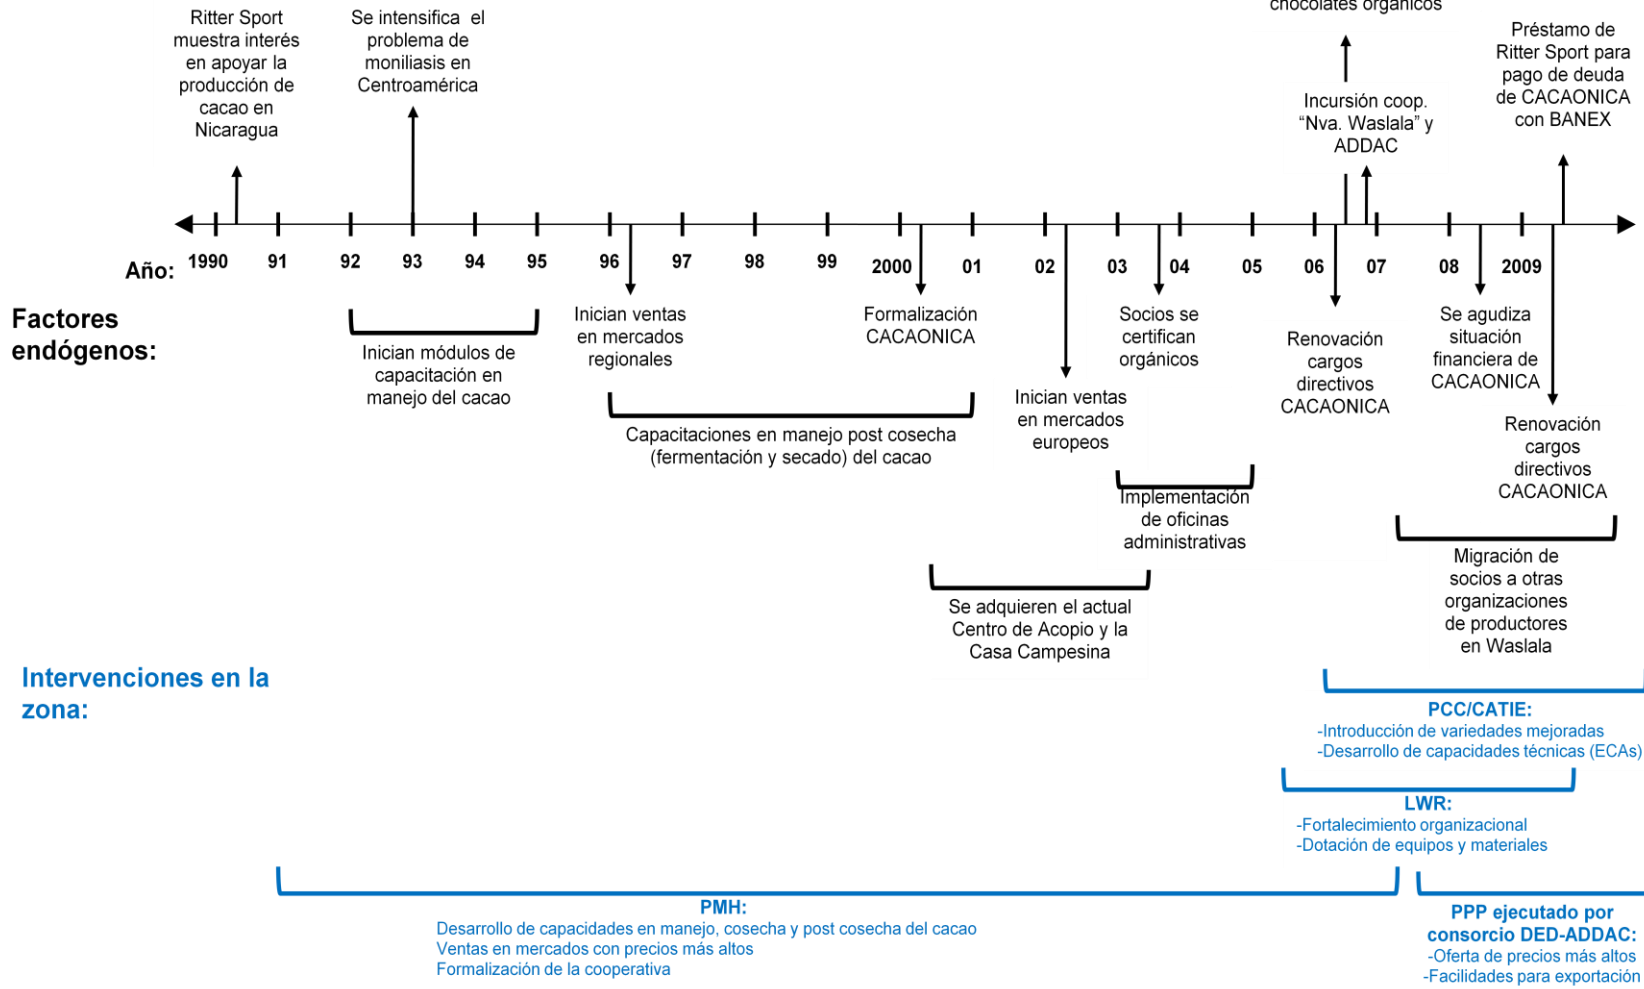 chocolates orgánicos
Ritter Sport
muestra interés
en apoyar la
producción de
cacao en
Nicaragua
Se intensifica el
problema de
moniliasis en
Centroamérica
Incursión coop.
“Nva. Waslala” y
ADDAC
Préstamo de
Ritter Sport para
pago de deuda
de CACAONICA
con BANEX
Año:
1990 91 92 93 94 95 96 97 98 99 2000 01 02 03 04 05 06 07 08 2009
Factores
endógenos:
Inician módulos de
capacitación en
manejo del cacao
Inician ventas
en mercados
regionales
Capacitaciones en manejo post cosecha
(fermentación y secado) del cacao
Formalización
CACAONICA
Inician ventas
en mercados
europeos
Socios se
certifican
orgánicos
Implementación
de oficinas
administrativas
Se adquieren el actual
Centro de Acopio y la
Casa Campesina
Renovación
cargos
directivos
CACAONICA
Se agudiza
situación
financiera de
CACAONICA
Renovación
cargos
directivos
CACAONICA
Migración de
socios a otras
organizaciones
de productores
en Waslala
Intervenciones en la
zona:
PCC/CATIE:
-Introducción de variedades mejoradas
-Desarrollo de capacidades técnicas (ECAs)
LWR:
-Fortalecimiento organizacional
-Dotación de equipos y materiales
PMH:
Desarrollo de capacidades en manejo, cosecha y post cosecha del cacao
Ventas en mercados con precios más altos
Formalización de la cooperativa
PPP ejecutado por
consorcio DED-ADDAC:
-Oferta de precios más altos
-Facilidades para exportación